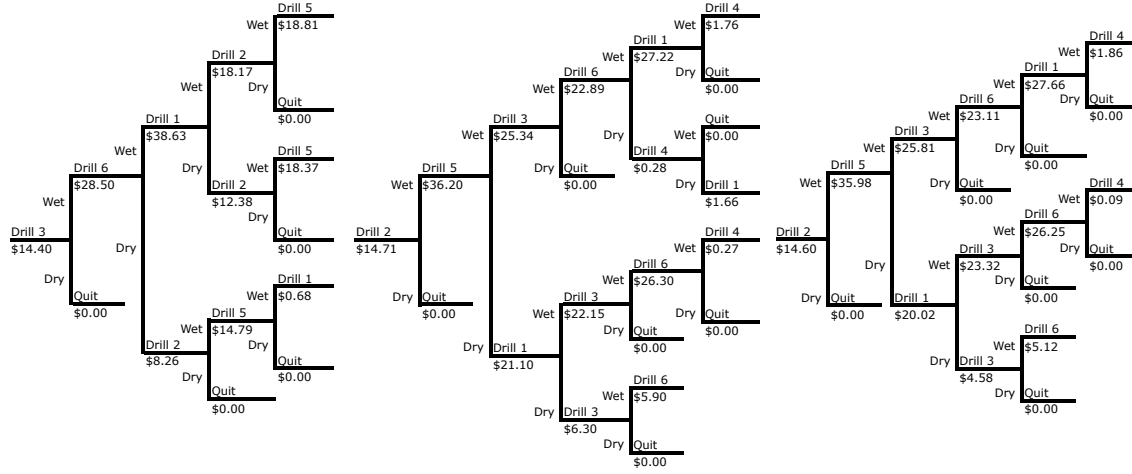 Drill 5
Wet $18.81
Drill 2
$18.17
Wet Dry
Quit
$0.00
Drill 1
$38.63
Wet
Drill 5
Wet $18.37
Dry
Drill 2
$12.38
Dry
Quit
$0.00
Drill 6
$28.50
Wet
Drill 3
$14.40
Dry
Drill 1
Wet $0.68
Drill 5
Wet $14.79
Dry
Quit
$0.00
Dry
Quit
$0.00
Drill 2
$8.26
Dry
Quit
$0.00
Drill 4
Wet $1.76
Drill 1
$27.22
Wet Dry
Quit
$0.00
Drill 6
$22.89
Wet
Quit
Wet $0.00
Dry
Drill 4
$0.28
Dry
Drill 1
$1.66
Drill 3
$25.34
Wet
Dry
Quit
$0.00
Drill 5
$36.20
Wet
Drill 2
$14.71
Dry
Quit
$0.00
Drill 4
Wet $0.27
Drill 6
$26.30
Wet Dry
Quit
$0.00
Drill 3
$22.15
Wet
Dry
Quit
$0.00
Dry
Drill 1
$21.10
Drill 6
Wet $5.90
Dry
Drill 3
$6.30
Dry
Quit
$0.00
Drill 4
Wet $1.86
Drill 1
$27.66
Wet Dry
Quit
$0.00
Drill 6
$23.11
Wet
Dry
Quit
$0.00
Drill 3
$25.81
Wet
Dry
Quit
$0.00
Drill 5
$35.98
Wet
Drill 2
$14.60
Dry
Quit
$0.00
Drill 4
Wet $0.09
Drill 6
$26.25
Wet Dry
Quit
$0.00
Drill 3
$23.32
Wet
Dry
Quit
$0.00
Dry
Drill 1
$20.02
Drill 6
Wet $5.12
Dry
Drill 3
$4.58
Dry
Quit
$0.00